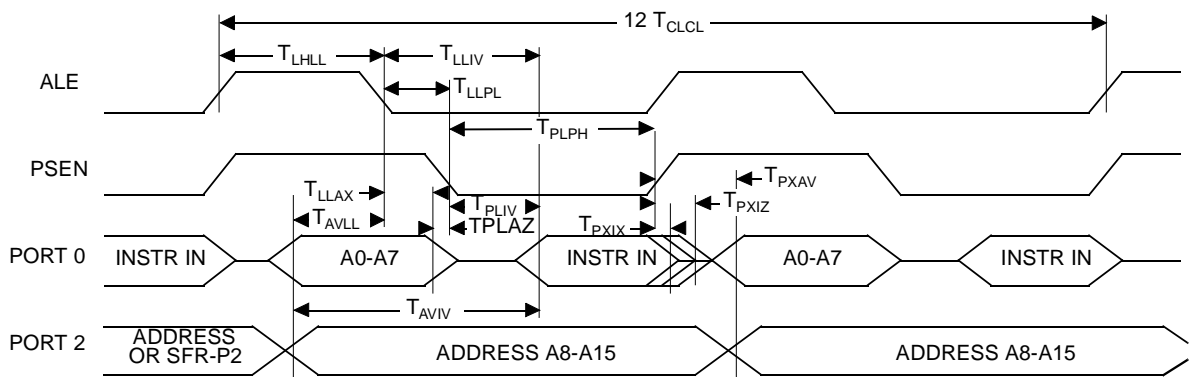 12 TCLCL
TLHLL
TLLIV
ALE
TLLPL
TPLPH
PSEN
TLLAX
TPXAV
TPLIV
TPXIZ
TAVLL
TPLAZ
TPXIX
PORT 0
INSTR IN
A0-A7
INSTR IN
A0-A7
INSTR IN
TAVIV
PORT 2
ADDRESS
OR SFR-P2
ADDRESS A8-A15
ADDRESS A8-A15